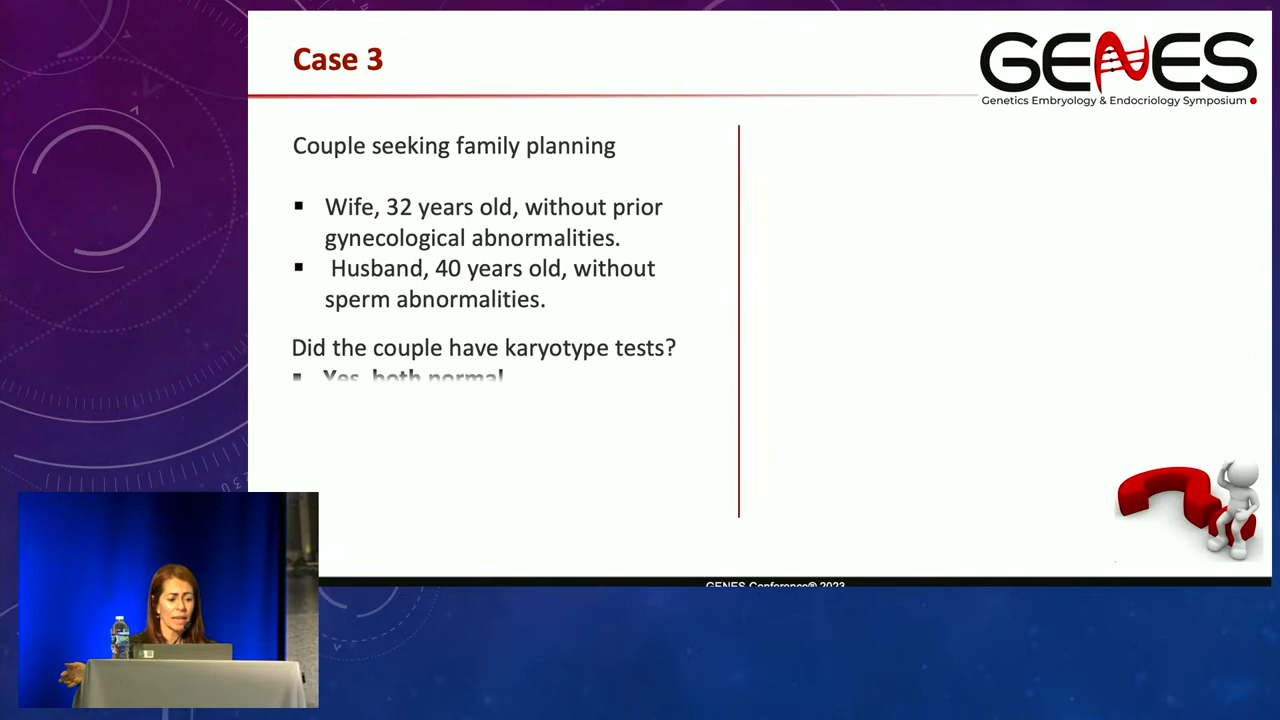 Case 3
GENES
Genetics Embryology & Endocriology Symposium
Couple seeking family planning
▪ Wife, 32 years old, without prior
gynecological abnormalities.
▪ Husband, 40 years old, without
sperm abnormalities.
Did the couple have karyotype tests?
▪ Yes, both normal
GENES Conference® 2023